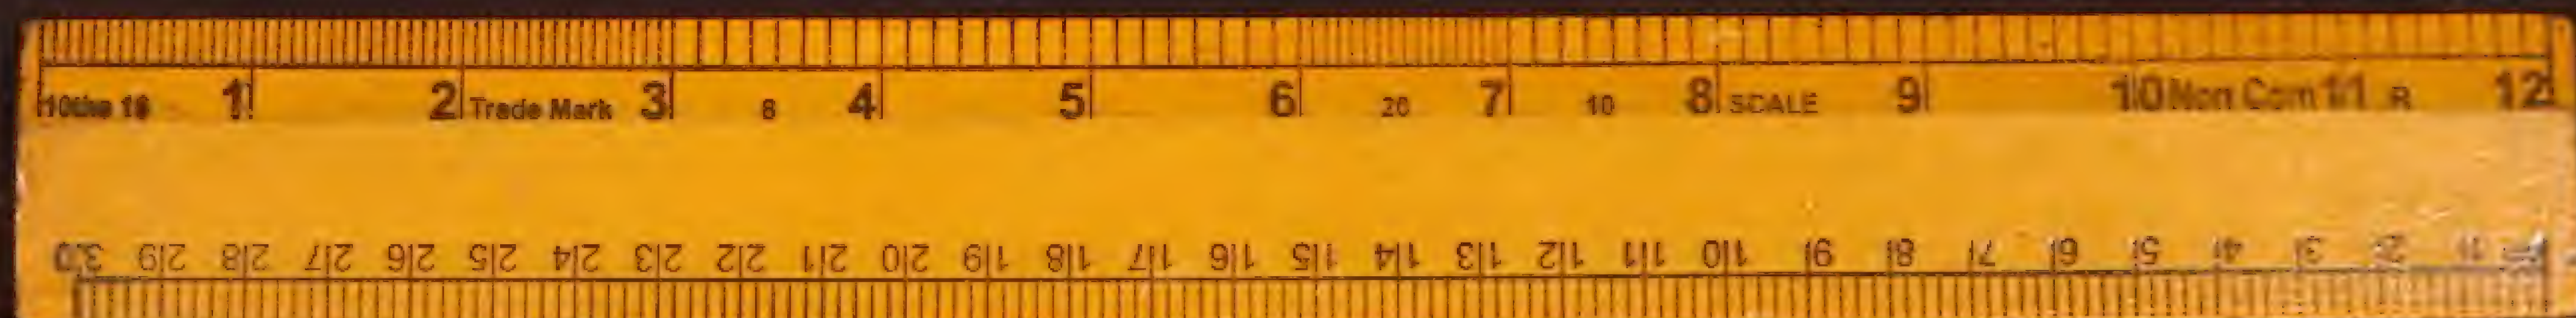 10ths 16 1 2 Trade Mark 3 8 4 5 6 20 7 10 8 SCALE 9 10 Non Com 11 R 12
30 29 28 27 26 25 24 23 22 21 20 19 18 17 16 15 14 13 12 11 10 9 8 7 6 5 4 3 2 1